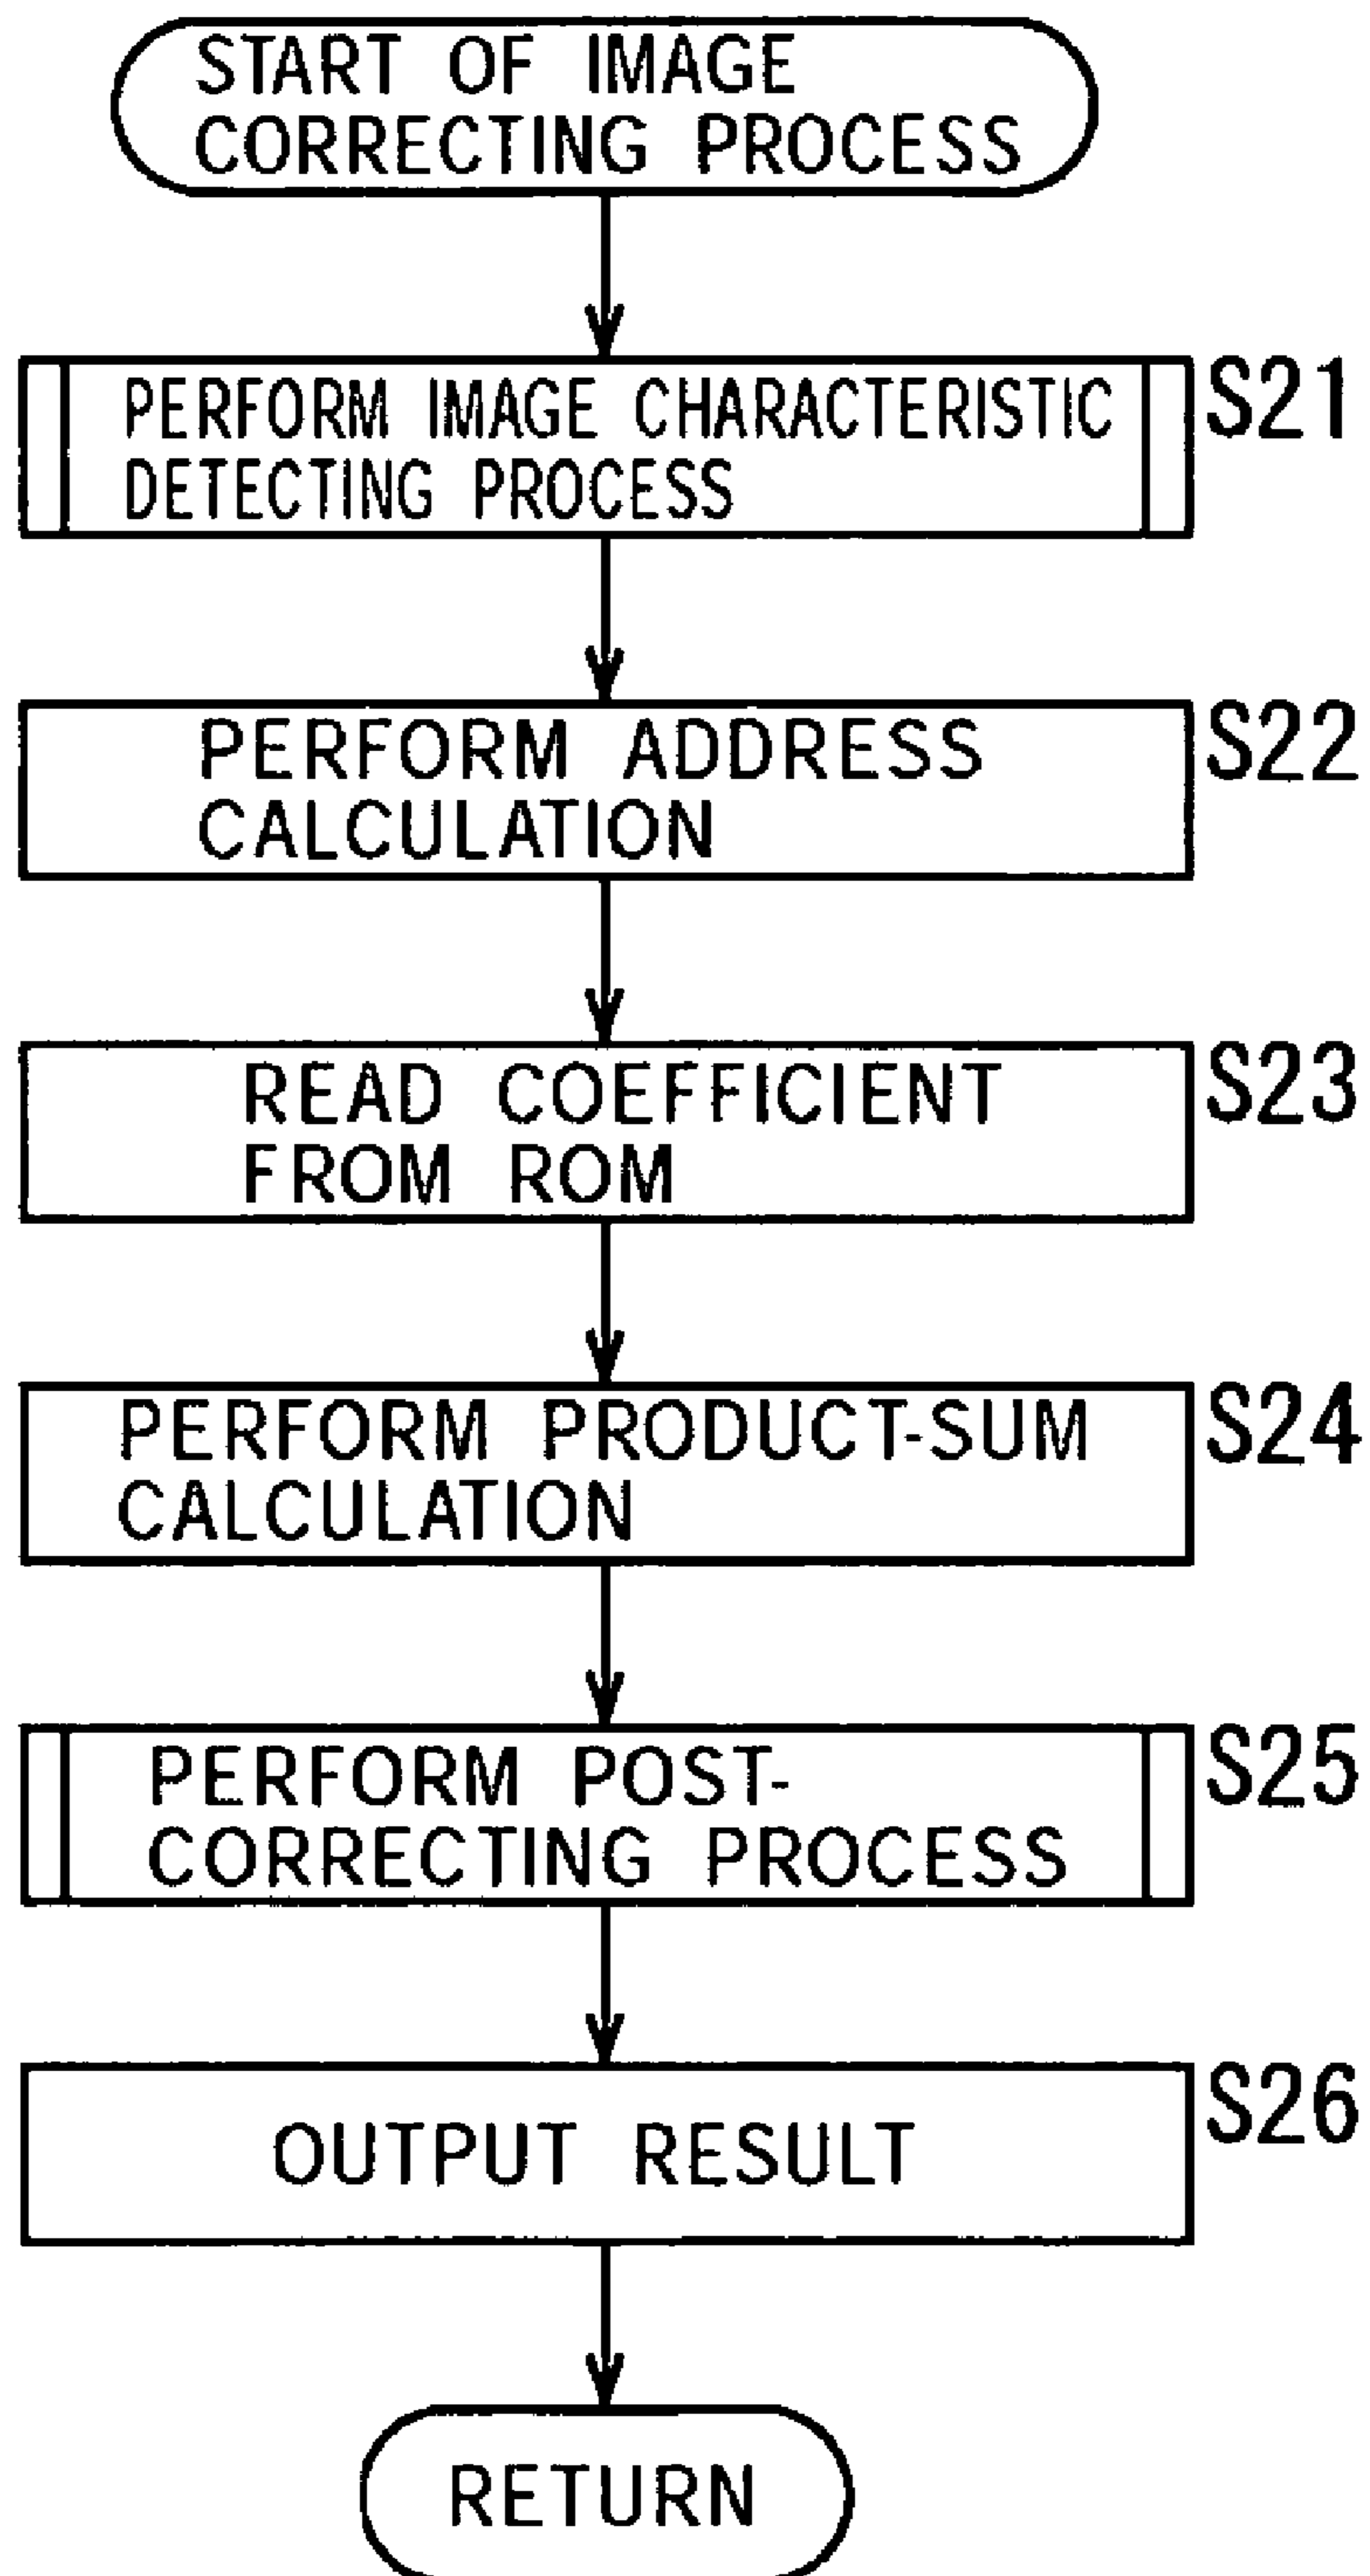 START OF IMAGE
CORRECTING PROCESS
PERFORM IMAGE CHARACTERISTIC
DETECTING PROCESS
S21
PERFORM ADDRESS
CALCULATION
S22
READ COEFFICIENT
FROM ROM
S23
PERFORM PRODUCT-SUM
CALCULATION
S24
PERFORM POST-
CORRECTING PROCESS
S25
OUTPUT RESULT
S26
RETURN